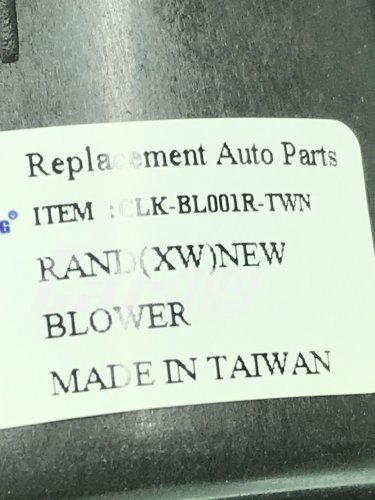 Replacement Auto Parts
G® ITEM :CLK-BL001R-TWN
RAND(XW)NEW
BLOWER
MADE IN TAIWAN